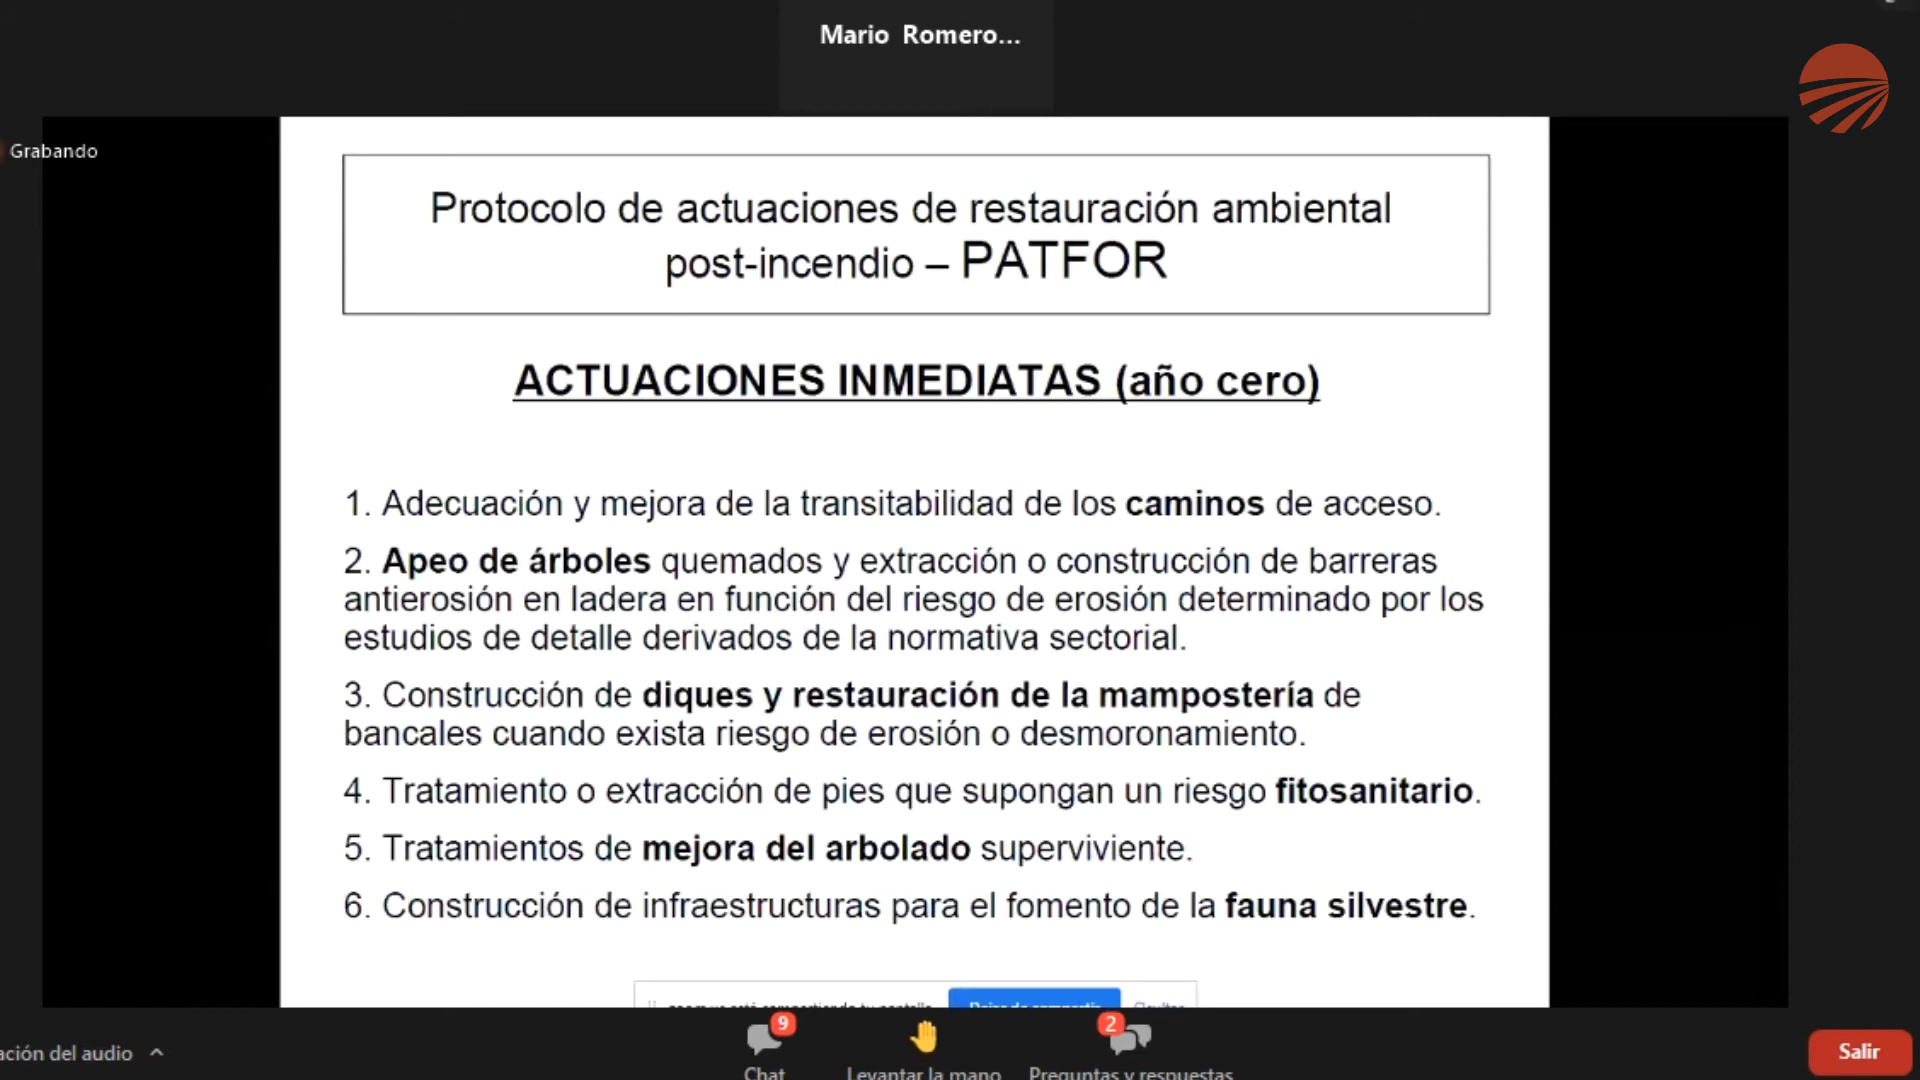 Mario Romero...
Grabando
Protocolo de actuaciones de restauración ambiental
post-incendio – PATFOR
ACTUACIONES INMEDIATAS (año cero)
1. Adecuación y mejora de la transitabilidad de los caminos de acceso.
2. Apeo de árboles quemados y extracción o construcción de barreras
antierosión en ladera en función del riesgo de erosión determinado por los
estudios de detalle derivados de la normativa sectorial.
3. Construcción de diques y restauración de la mampostería de
bancales cuando exista riesgo de erosión o desmoronamiento.
4. Tratamiento o extracción de pies que supongan un riesgo fitosanitario.
5. Tratamientos de mejora del arbolado superviviente.
6. Construcción de infraestructuras para el fomento de la fauna silvestre.
9
2
ación del audio
Chat
Levantar la mano
Preguntas y respuestas
Salir